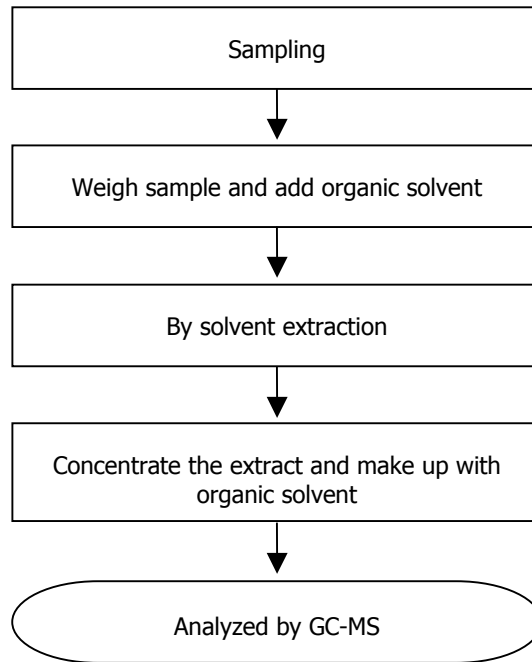 Sampling
Weigh sample and add organic solvent
By solvent extraction
Concentrate the extract and make up with
organic solvent
Analyzed by GC-MS